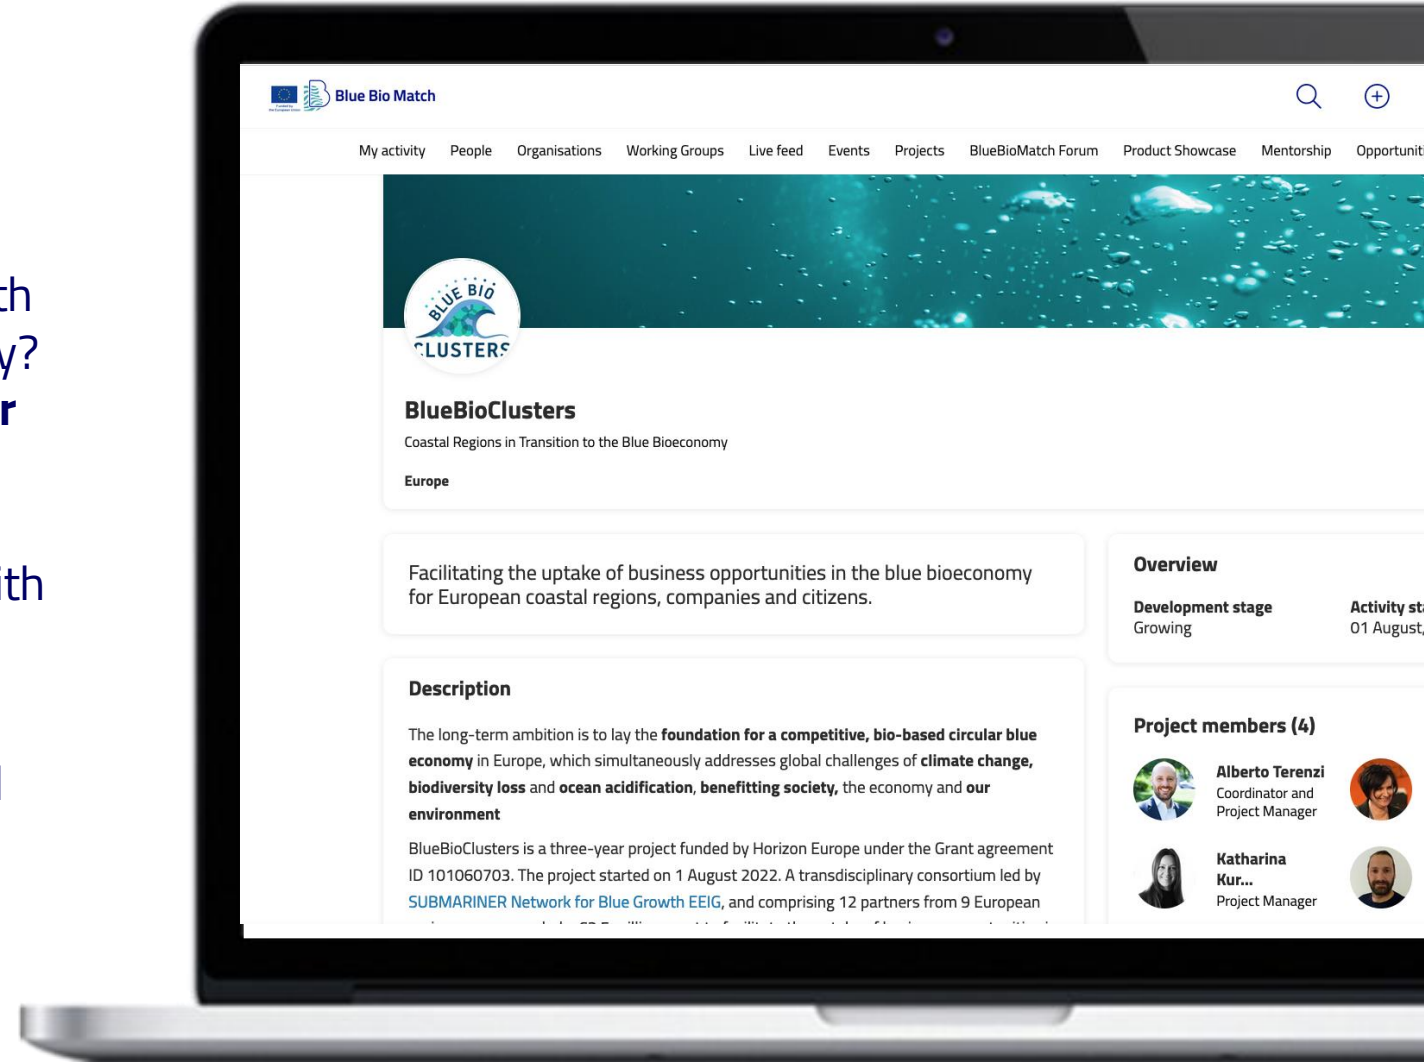 th
y?
r
ith
Blue Bio Match
My activity People Organisations Working Groups Live feed Events Projects BlueBioMatch Forum Product Showcase Mentorship Opportuniti
BLUE BIO
CLUSTERS
BlueBioClusters
Coastal Regions in Transition to the Blue Bioeconomy
Europe
Facilitating the uptake of business opportunities in the blue bioeconomy
for European coastal regions, companies and citizens.
Description
The long-term ambition is to lay the foundation for a competitive, bio-based circular blue
economy in Europe, which simultaneously addresses global challenges of climate change,
biodiversity loss and ocean acidification, benefitting society, the economy and our
environment
BlueBioClusters is a three-year project funded by Horizon Europe under the Grant agreement
ID 101060703. The project started on 1 August 2022. A transdisciplinary consortium led by
SUBMARINER Network for Blue Growth EEIG, and comprising 12 partners from 9 European
Overview
Development stage
Growing
Activity sta
01 August,
Project members (4)
Alberto Terenzi
Coordinator and
Project Manager
Katharina
Kur...
Project Manager